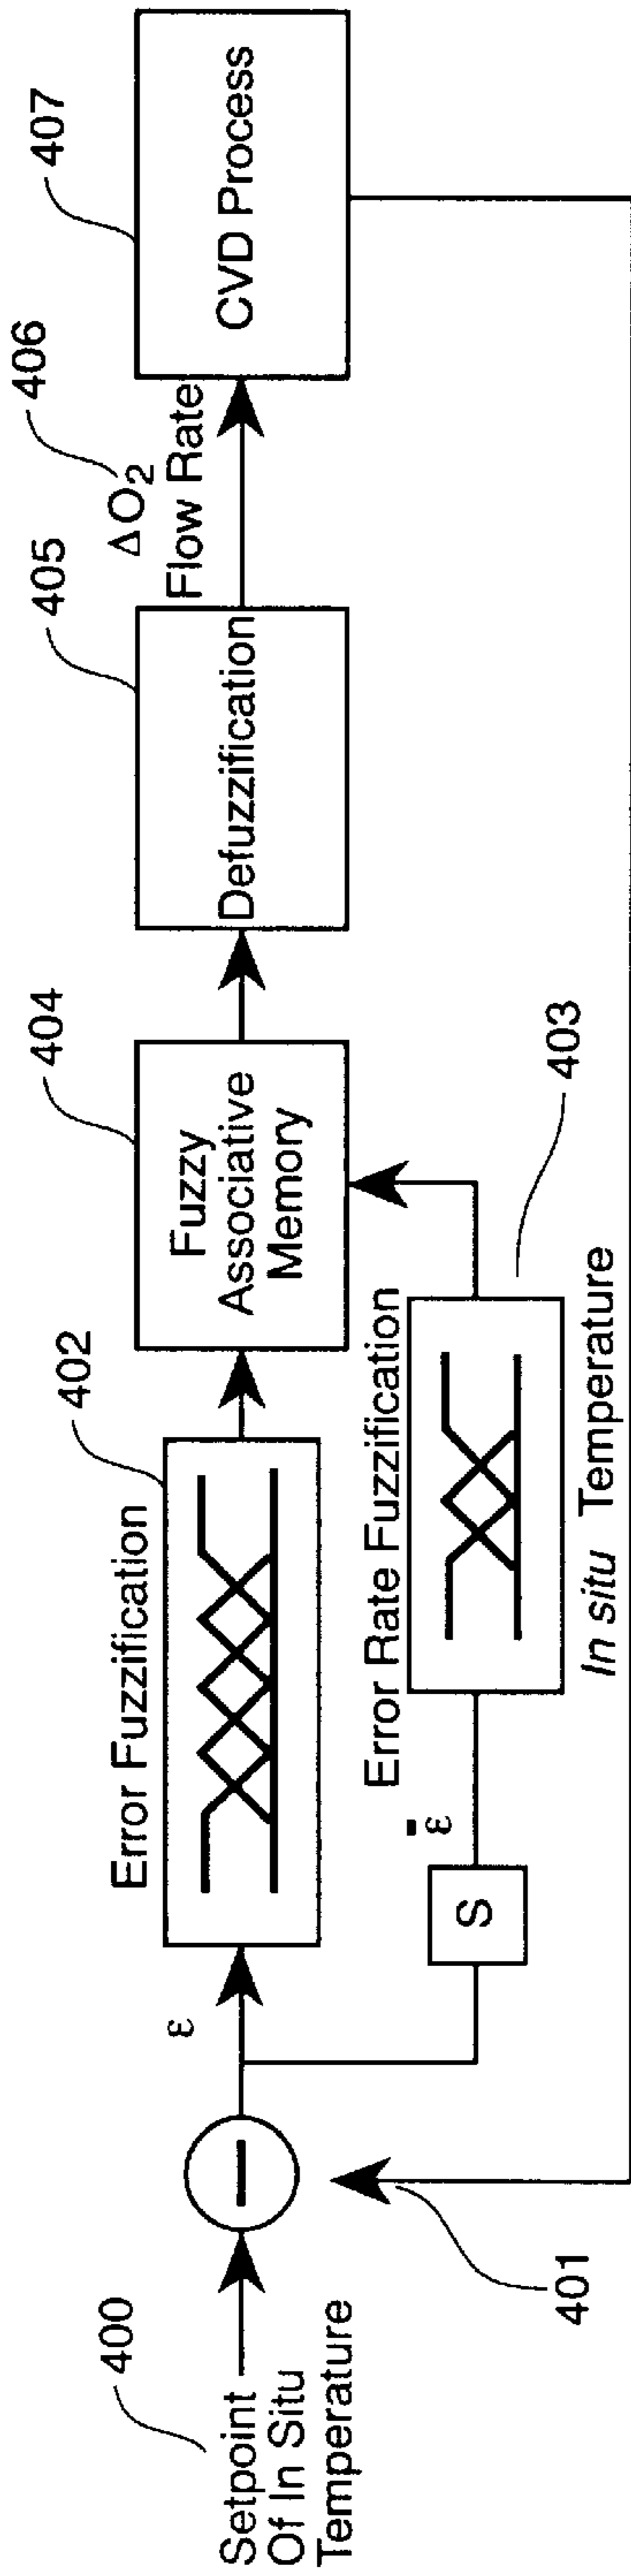 400
Setpoint
Of In Situ
Temperature
401
ε
Error Fuzzification
402
S
ε̇
Error Rate Fuzzification
403
In situ Temperature
Fuzzy
Associative
Memory
404
Defuzzification
405
ΔO₂
Flow Rate
406
CVD Process
407